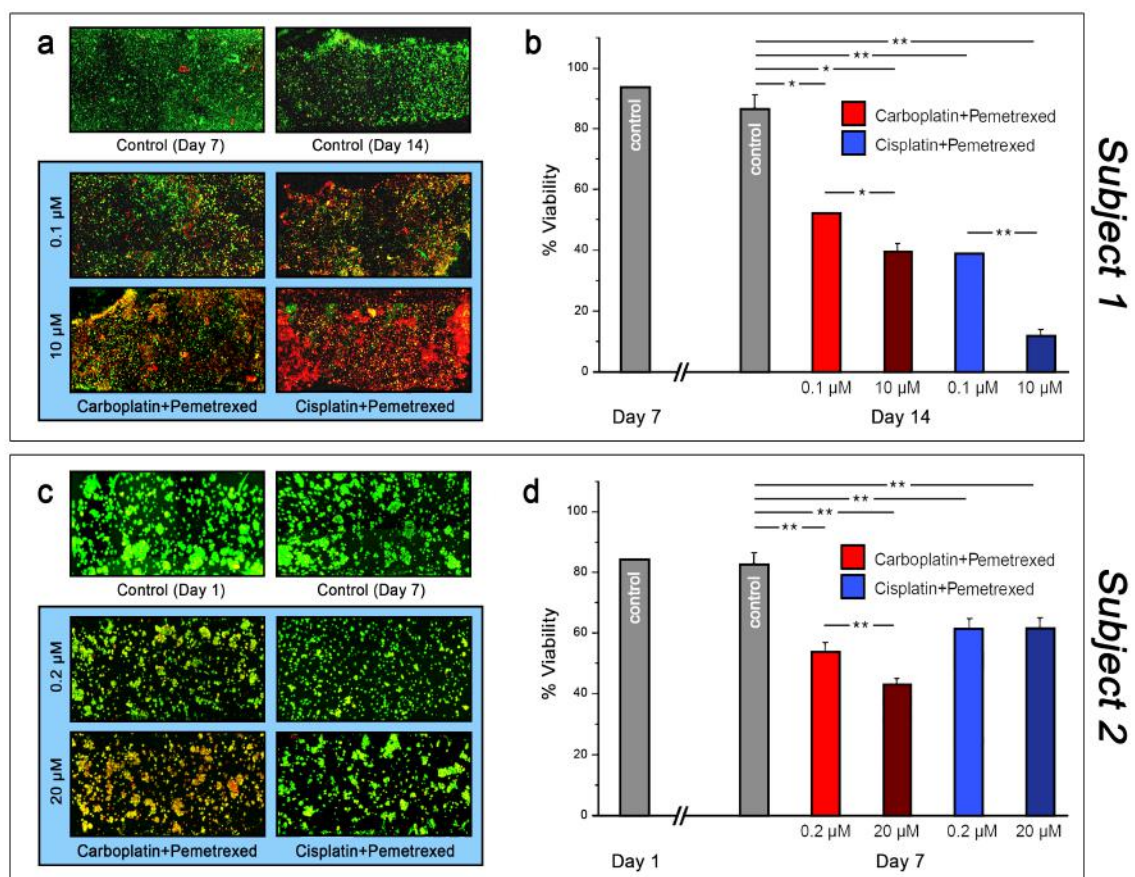 a
Control (Day 7)
Control (Day 14)
0.1 µM
10 µM
Carboplatin+Pemetrexed
Cisplatin+Pemetrexed
b
**
**
*
*
100
80
60
40
20
0
% Viability
control
control
Carboplatin+Pemetrexed
Cisplatin+Pemetrexed
*
**
0.1 µM
10 µM
0.1 µM
10 µM
Day 7
Day 14
Subject 1
c
Control (Day 1)
Control (Day 7)
0.2 µM
20 µM
Carboplatin+Pemetrexed
Cisplatin+Pemetrexed
d
**
**
**
**
100
80
60
40
20
0
% Viability
control
control
Carboplatin+Pemetrexed
Cisplatin+Pemetrexed
**
0.2 µM
20 µM
0.2 µM
20 µM
Day 1
Day 7
Subject 2